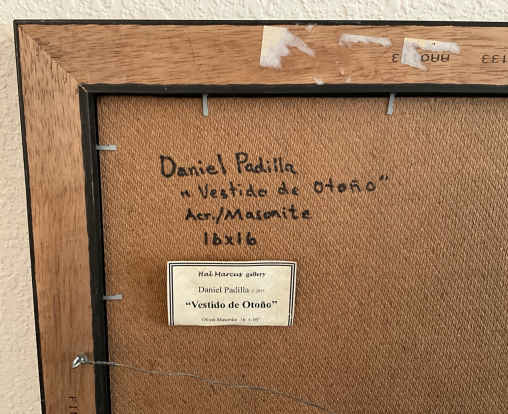 Daniel Padilla
"Vestido de Otoño"
Acr./Masonite
16x16
Hal Marcus gallery
Daniel Padilla
"Vestido de Otoño"